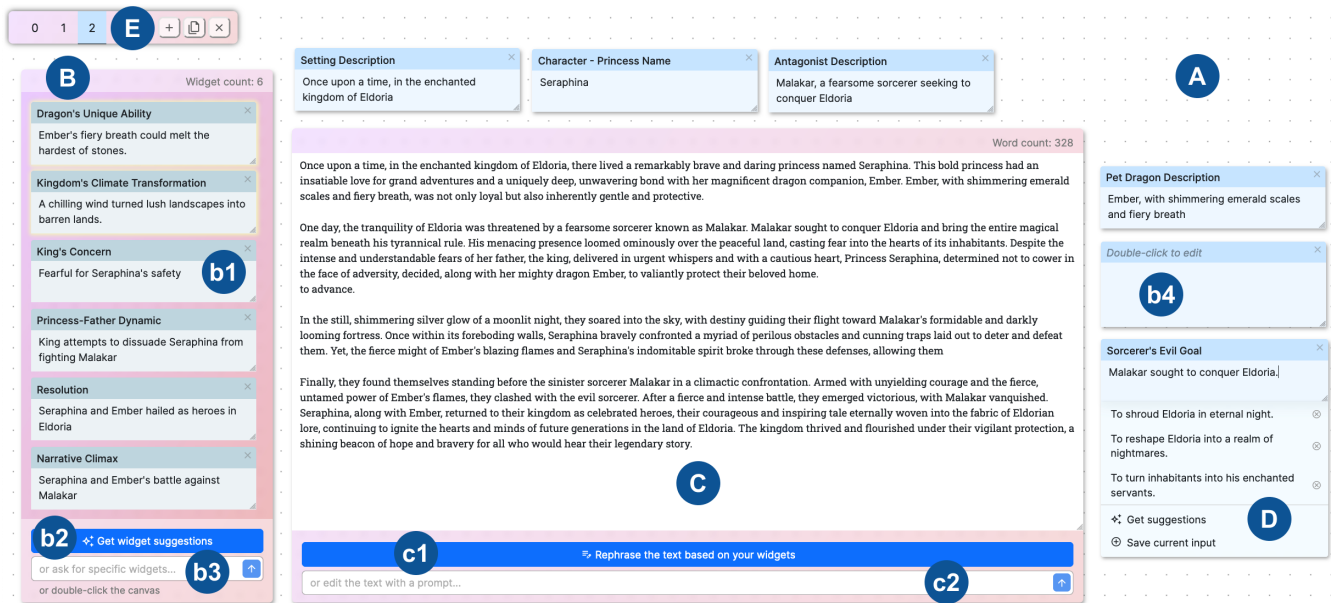 0 1 2 E + ×
A
B
Widget count: 6
Dragon's Unique Ability ×
Ember's fiery breath could melt the
hardest of stones.
Kingdom's Climate Transformation ×
A chilling wind turned lush landscapes into
barren lands.
King's Concern ×
Fearful for Seraphina's safety
b1
Princess-Father Dynamic ×
King attempts to dissuade Seraphina from
fighting Malakar
Resolution ×
Seraphina and Ember hailed as heroes in
Eldoria
Narrative Climax ×
Seraphina and Ember's battle against
Malakar
b2
Get widget suggestions
or ask for specific widgets...
b3
or double-click the canvas
Setting Description ×
Once upon a time, in the enchanted
kingdom of Eldoria
Character - Princess Name ×
Seraphina
Antagonist Description ×
Malakar, a fearsome sorcerer seeking to
conquer Eldoria
Word count: 328
Once upon a time, in the enchanted kingdom of Eldoria, there lived a remarkably brave and daring princess named Seraphina. This bold princess had an
insatiable love for grand adventures and a uniquely deep, unwavering bond with her magnificent dragon companion, Ember. Ember, with shimmering emerald
scales and fiery breath, was not only loyal but also inherently gentle and protective.
One day, the tranquility of Eldoria was threatened by a fearsome sorcerer known as Malakar. Malakar sought to conquer Eldoria and bring the entire magical
realm beneath his tyrannical rule. His menacing presence loomed ominously over the peaceful land, casting fear into the hearts of its inhabitants. Despite the
intense and understandable fears of her father, the king, delivered in urgent whispers and with a cautious heart, Princess Seraphina, determined not to cower in
the face of adversity, decided, along with her mighty dragon Ember, to valiantly protect their beloved home.
to advance.
In the still, shimmering silver glow of a moonlit night, they soared into the sky, with destiny guiding their flight toward Malakar's formidable and darkly
looming fortress. Once within its foreboding walls, Seraphina bravely confronted a myriad of perilous obstacles and cunning traps laid out to deter and defeat
them. Yet, the fierce might of Ember's blazing flames and Seraphina's indomitable spirit broke through these defenses, allowing them
Finally, they found themselves standing before the sinister sorcerer Malakar in a climactic confrontation. Armed with unyielding courage and the fierce,
untamed power of Ember's flames, they clashed with the evil sorcerer. After a fierce and intense battle, they emerged victorious, with Malakar vanquished.
Seraphina, along with Ember, returned to their kingdom as celebrated heroes, their courageous and inspiring tale eternally woven into the fabric of Eldorian
lore, continuing to ignite the hearts and minds of future generations in the land of Eldoria. The kingdom thrived and flourished under their vigilant protection, a
shining beacon of hope and bravery for all who would hear their legendary story.
C
c1
Rephrase the text based on your widgets
or edit the text with a prompt...
c2
Pet Dragon Description ×
Ember, with shimmering emerald scales
and fiery breath
Double-click to edit ×
b4
Sorcerer's Evil Goal ×
Malakar sought to conquer Eldoria.
To shroud Eldoria in eternal night.
To reshape Eldoria into a realm of
nightmares.
To turn inhabitants into his enchanted
servants.
Get suggestions
D
Save current input